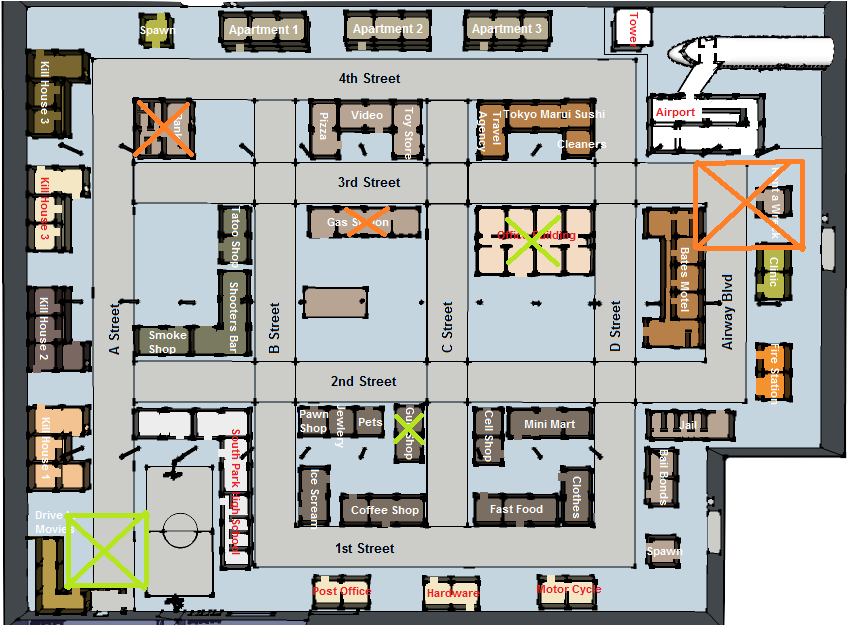 Spawn
Apartment 1
Apartment 2
Apartment 3
Tower
Kill House 3
4th Street
Pizza
Video
Toy Store
Travel Agency
Tokyo Marui Sushi
Cleaners
Airport
Kill House 3
3rd Street
Tatoo Shop
Gas Station
Office Building
Bates Motel
Clinic
Kill House 2
Shooters Bar
Smoke
Shop
A Street
B Street
C Street
D Street
Airway Blvd
Fire Station
2nd Street
Kill House 1
South Park High School
Pawn
Shop
Jewlery
Pets
Gun Shop
Cell Shop
Mini Mart
Jail
Bail Bonds
Ice Scream
Coffee Shop
Fast Food
Clothes
Drive
Movies
1st Street
Spawn
Post Office
Hardware
Motor Cycle